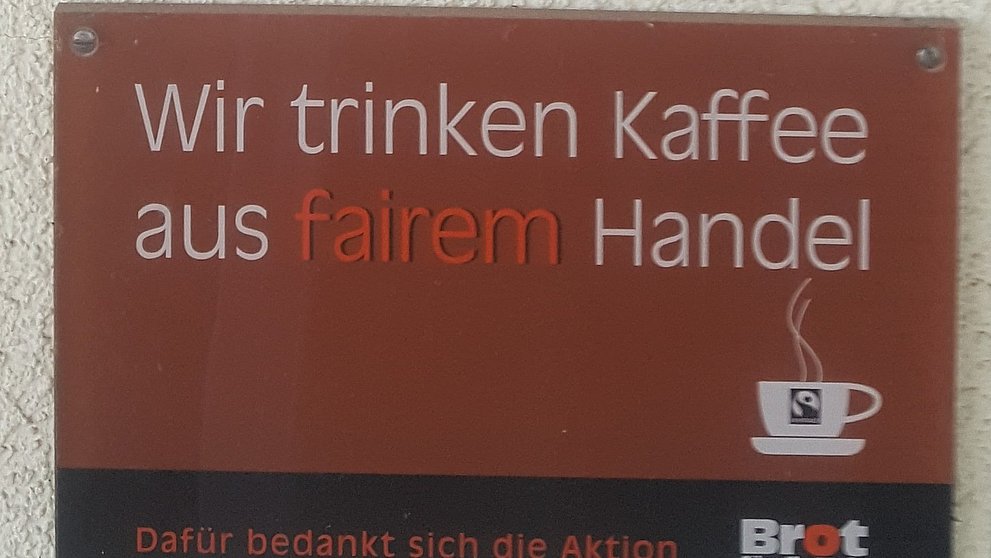 Wir trinken Kaffee
aus fairem Handel
Dafür bedankt sich die Aktion
Brot